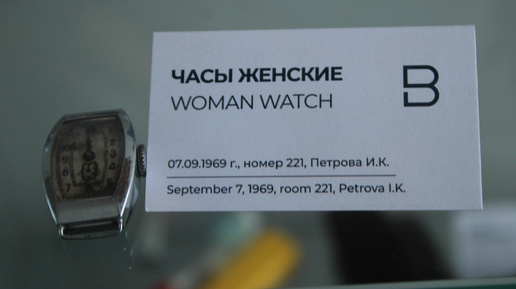 ЧАСЫ ЖЕНСКИЕ
WOMAN WATCH
B
07.09.1969 г., номер 221, Петрова И.К.
September 7, 1969, room 221, Petrova I.K.